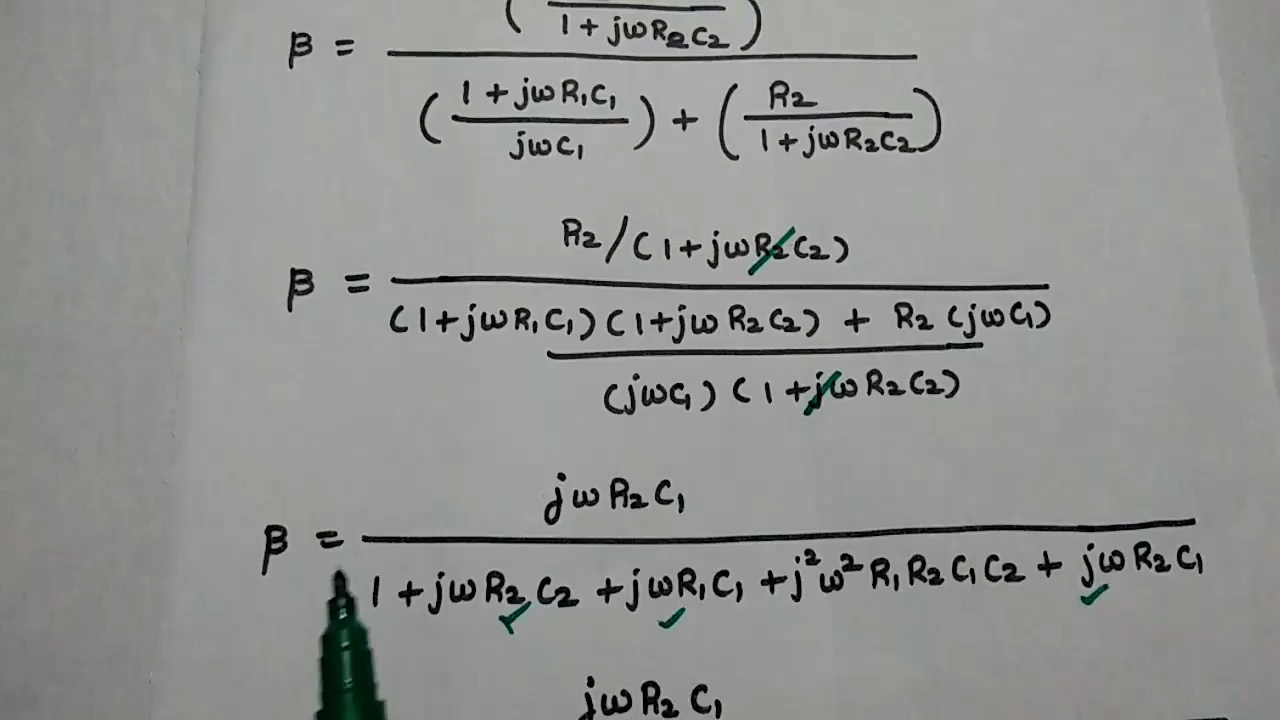 ( 1 + jωR2C2 )
β =
( 1 + jωR1C1 / jωC1 ) + ( R2 / 1 + jωR2C2 )
R2/(1+jωR2C2)
β =
(1+jωR1C1)(1+jωR2C2) + R2(jωC1)
(jωC1)(1+jωR2C2)
jωR2C1
β =
1 + jωR2C2 + jωR1C1 + j²ω²R1R2C1C2 + jωR2C1
jωR2C1